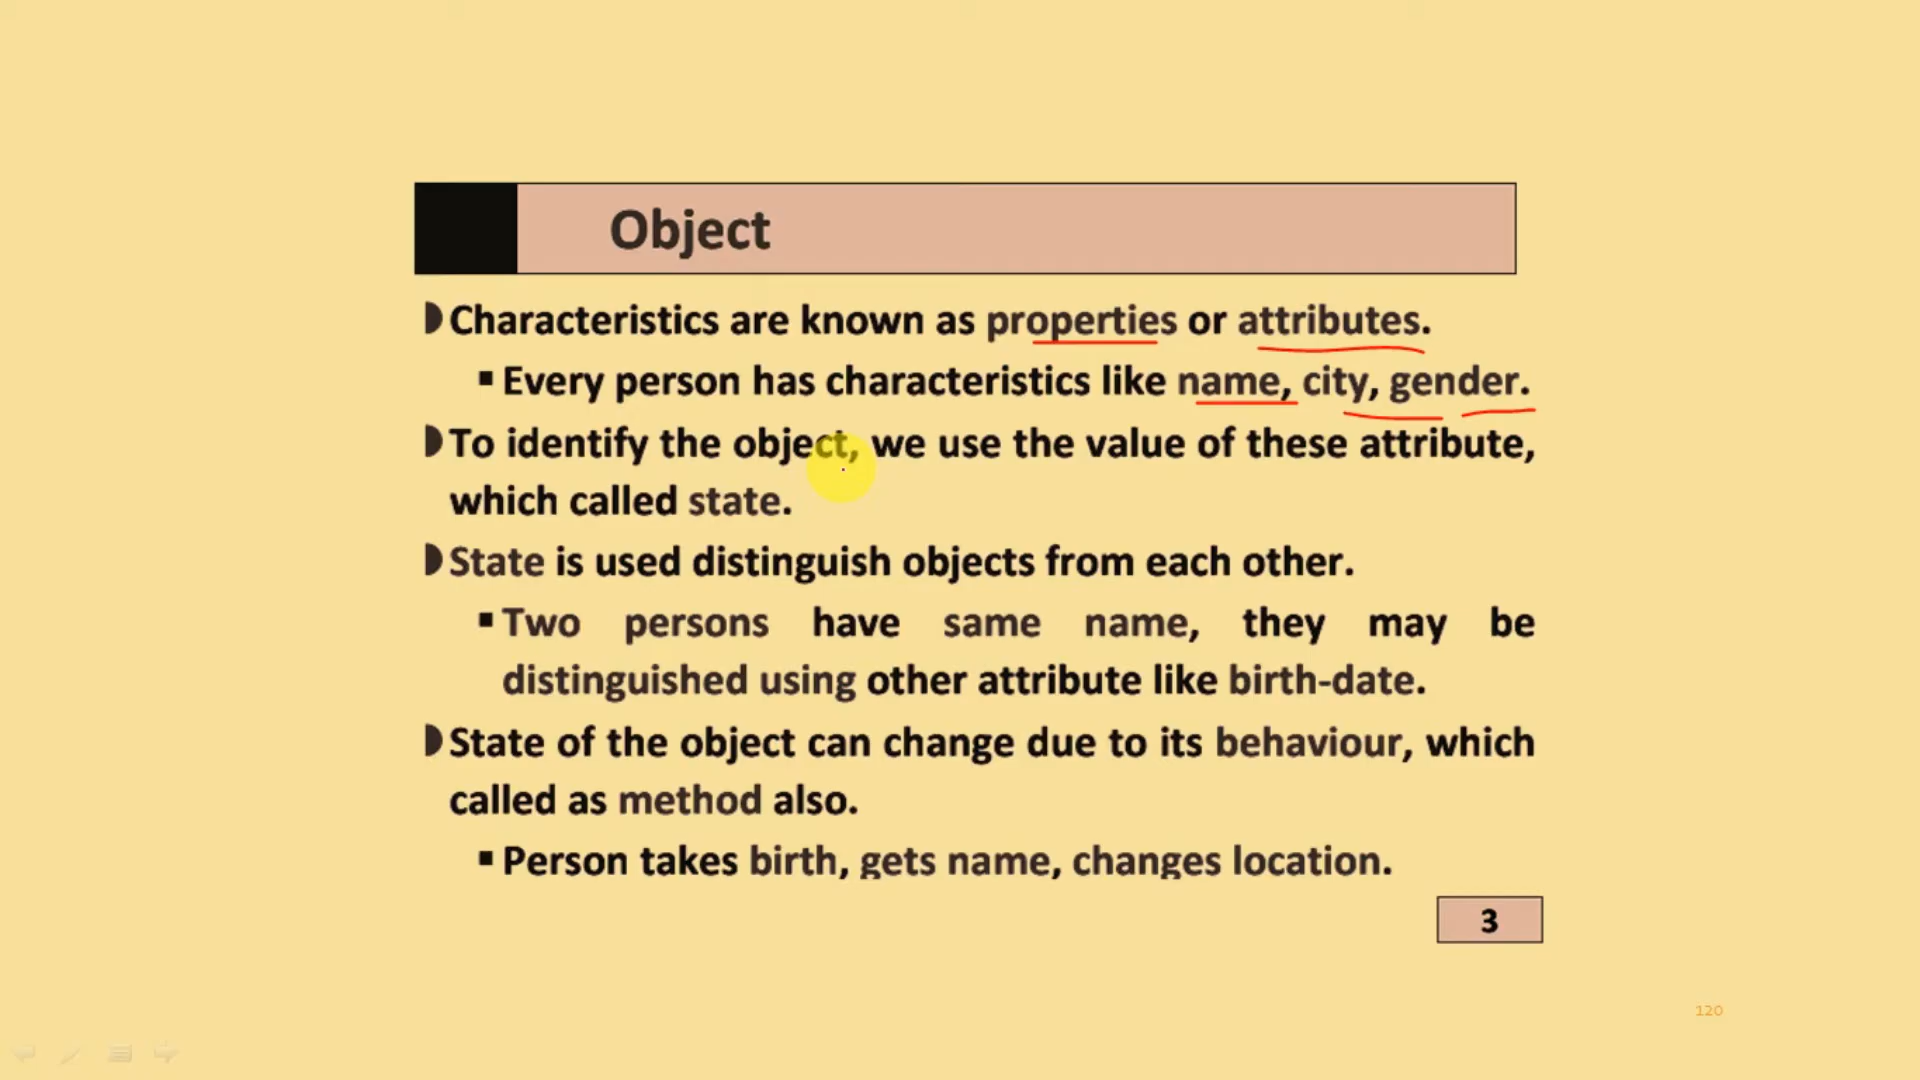 Object
Characteristics are known as properties or attributes.
Every person has characteristics like name, city, gender.
To identify the object, we use the value of these attribute,
which called state.
State is used distinguish objects from each other.
Two persons have same name, they may be
distinguished using other attribute like birth-date.
State of the object can change due to its behaviour, which
called as method also.
Person takes birth, gets name, changes location.
3
120